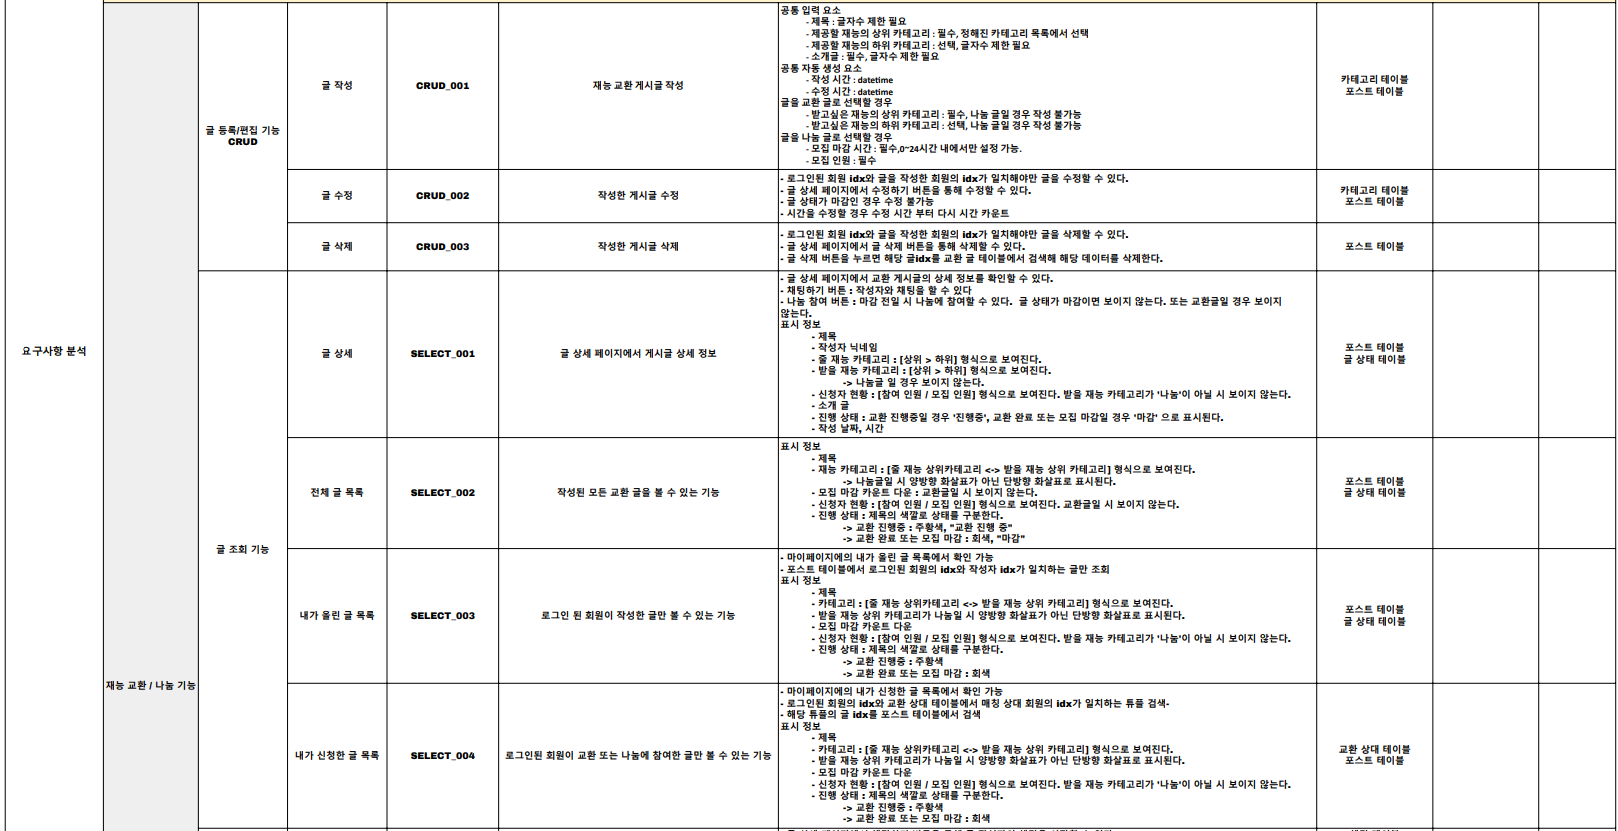 요구사항 분석
재능 교환 / 나눔 기능
글 등록/편집 기능
CRUD
글 작성
CRUD_001
재능 교환 게시글 작성
공통 입력 요소
- 제목 : 글자수 제한 필요
- 제공할 재능의 상위 카테고리 : 필수, 정해진 카테고리 목록에서 선택
- 제공할 재능의 하위 카테고리 : 선택, 글자수 제한 필요
- 소개글 : 필수, 글자수 제한 필요
공통 자동 생성 요소
- 작성 시간 : datetime
- 수정 시간 : datetime
글을 교환 글로 선택할 경우
- 받고싶은 재능의 상위 카테고리 : 필수, 나눔 글일 경우 작성 불가능
- 받고싶은 재능의 하위 카테고리 : 선택, 나눔 글일 경우 작성 불가능
글을 나눔 글로 선택할 경우
- 모집 마감 시간 : 필수,0~24시간 내에서만 설정 가능.
- 모집 인원 : 필수
카테고리 테이블
포스트 테이블
글 수정
CRUD_002
작성한 게시글 수정
- 로그인된 회원 idx와 글을 작성한 회원의 idx가 일치해야만 글을 수정할 수 있다.
- 글 상세 페이지에서 수정하기 버튼을 통해 수정할 수 있다.
- 글 상태가 마감인 경우 수정 불가능
- 시간을 수정할 경우 수정 시간 부터 다시 시간 카운트
카테고리 테이블
포스트 테이블
글 삭제
CRUD_003
작성한 게시글 삭제
- 로그인된 회원 idx와 글을 작성한 회원의 idx가 일치해야만 글을 삭제할 수 있다.
- 글 상세 페이지에서 글 삭제 버튼을 통해 삭제할 수 있다.
- 글 삭제 버튼을 누르면 해당 글idx를 교환 글 테이블에서 검색해 해당 데이터를 삭제한다.
포스트 테이블
글 조회 기능
글 상세
SELECT_001
글 상세 페이지에서 게시글 상세 정보
- 글 상세 페이지에서 교환 게시글의 상세 정보를 확인할 수 있다.
- 채팅하기 버튼 : 작성자와 채팅을 할 수 있다
- 나눔 참여 버튼 : 마감 전일 시 나눔에 참여할 수 있다. 글 상태가 마감이면 보이지 않는다. 또는 교환글일 경우 보이지
않는다.
표시 정보
- 제목
- 작성자 닉네임
- 줄 재능 카테고리 : [상위 > 하위] 형식으로 보여진다.
- 받을 재능 카테고리 : [상위 > 하위] 형식으로 보여진다.
-> 나눔글 일 경우 보이지 않는다.
- 신청자 현황 : [참여 인원 / 모집 인원] 형식으로 보여진다. 받을 재능 카테고리가 '나눔'이 아닐 시 보이지 않는다.
- 소개 글
- 진행 상태 : 교환 진행중일 경우 '진행중', 교환 완료 또는 모집 마감일 경우 '마감' 으로 표시된다.
- 작성 날짜, 시간
포스트 테이블
글 상태 테이블
전체 글 목록
SELECT_002
작성된 모든 교환 글을 볼 수 있는 기능
표시 정보
- 제목
- 재능 카테고리 : [줄 재능 상위카테고리 <-> 받을 재능 상위 카테고리] 형식으로 보여진다.
-> 나눔글일 시 양방향 화살표가 아닌 단방향 화살표로 표시된다.
- 모집 마감 카운트 다운 : 교환글일 시 보이지 않는다.
- 신청자 현황 : [참여 인원 / 모집 인원] 형식으로 보여진다. 교환글일 시 보이지 않는다.
- 진행 상태 : 제목의 색깔로 상태를 구분한다.
-> 교환 진행중 : 주황색, "교환 진행 중"
-> 교환 완료 또는 모집 마감 : 회색, "마감"
포스트 테이블
글 상태 테이블
내가 올린 글 목록
SELECT_003
로그인 된 회원이 작성한 글만 볼 수 있는 기능
- 마이페이지에의 내가 올린 글 목록에서 확인 가능
- 포스트 테이블에서 로그인된 회원의 idx와 작성자 idx가 일치하는 글만 조회
표시 정보
- 제목
- 카테고리 : [줄 재능 상위카테고리 <-> 받을 재능 상위 카테고리] 형식으로 보여진다.
- 받을 재능 상위 카테고리가 나눔일 시 양방향 화살표가 아닌 단방향 화살표로 표시된다.
- 모집 마감 카운트 다운
- 신청자 현황 : [참여 인원 / 모집 인원] 형식으로 보여진다. 받을 재능 카테고리가 '나눔'이 아닐 시 보이지 않는다.
- 진행 상태 : 제목의 색깔로 상태를 구분한다.
-> 교환 진행중 : 주황색
-> 교환 완료 또는 모집 마감 : 회색
포스트 테이블
글 상태 테이블
내가 신청한 글 목록
SELECT_004
로그인된 회원이 교환 또는 나눔에 참여한 글만 볼 수 있는 기능
- 마이페이지에의 내가 신청한 글 목록에서 확인 가능
- 로그인된 회원의 idx와 교환 상대 테이블에서 매칭 상대 회원의 idx가 일치하는 튜플 검색-
- 해당 튜플의 글 idx를 포스트 테이블에서 검색
표시 정보
- 제목
- 카테고리 : [줄 재능 상위카테고리 <-> 받을 재능 상위 카테고리] 형식으로 보여진다.
- 받을 재능 상위 카테고리가 나눔일 시 양방향 화살표가 아닌 단방향 화살표로 표시된다.
- 모집 마감 카운트 다운
- 신청자 현황 : [참여 인원 / 모집 인원] 형식으로 보여진다. 받을 재능 카테고리가 '나눔'이 아닐 시 보이지 않는다.
- 진행 상태 : 제목의 색깔로 상태를 구분한다.
-> 교환 진행중 : 주황색
-> 교환 완료 또는 모집 마감 : 회색
교환 상대 테이블
포스트 테이블